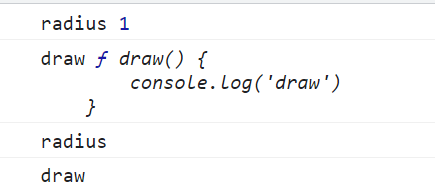 radius 1
draw ƒ draw() {
console.log('draw')
}
radius
draw